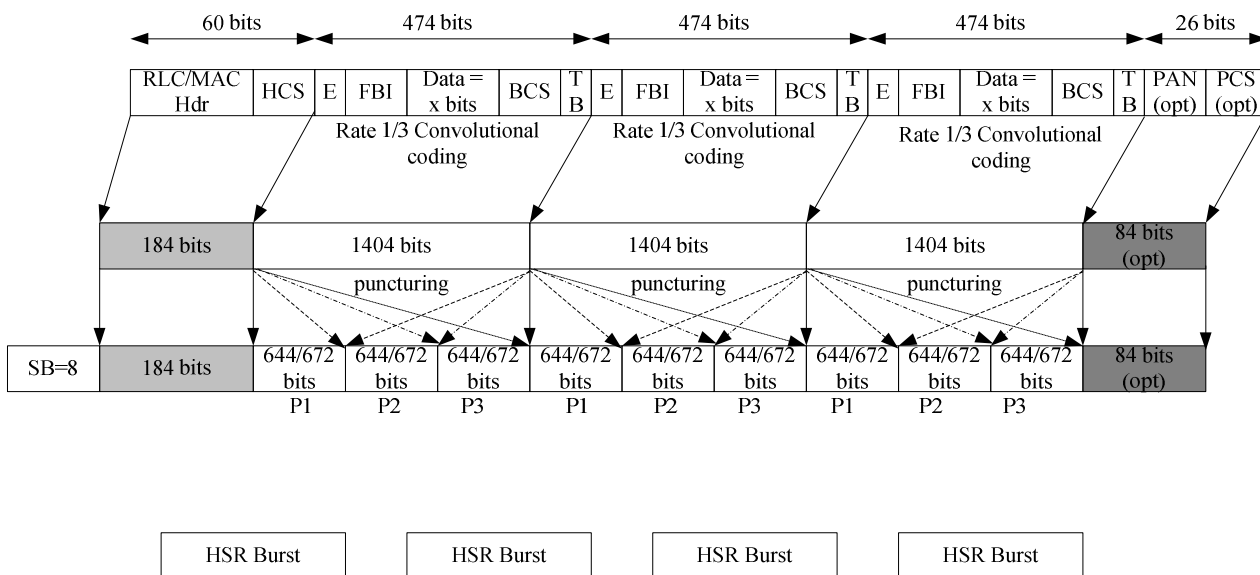 60 bits
474 bits
474 bits
474 bits
26 bits
RLC/MAC
Hdr
HCS
E
FBI
Data =
x bits
BCS
T
B
E
FBI
Data =
x bits
BCS
T
B
E
FBI
Data =
x bits
BCS
T
B
PAN
(opt)
PCS
(opt)
Rate 1/3 Convolutional
coding
Rate 1/3 Convolutional
coding
Rate 1/3 Convolutional
coding
184 bits
1404 bits
1404 bits
1404 bits
84 bits
(opt)
puncturing
puncturing
puncturing
SB=8
184 bits
644/672
bits
644/672
bits
644/672
bits
644/672
bits
644/672
bits
644/672
bits
644/672
bits
644/672
bits
644/672
bits
84 bits
(opt)
P1
P2
P3
P1
P2
P3
P1
P2
P3
HSR Burst
HSR Burst
HSR Burst
HSR Burst